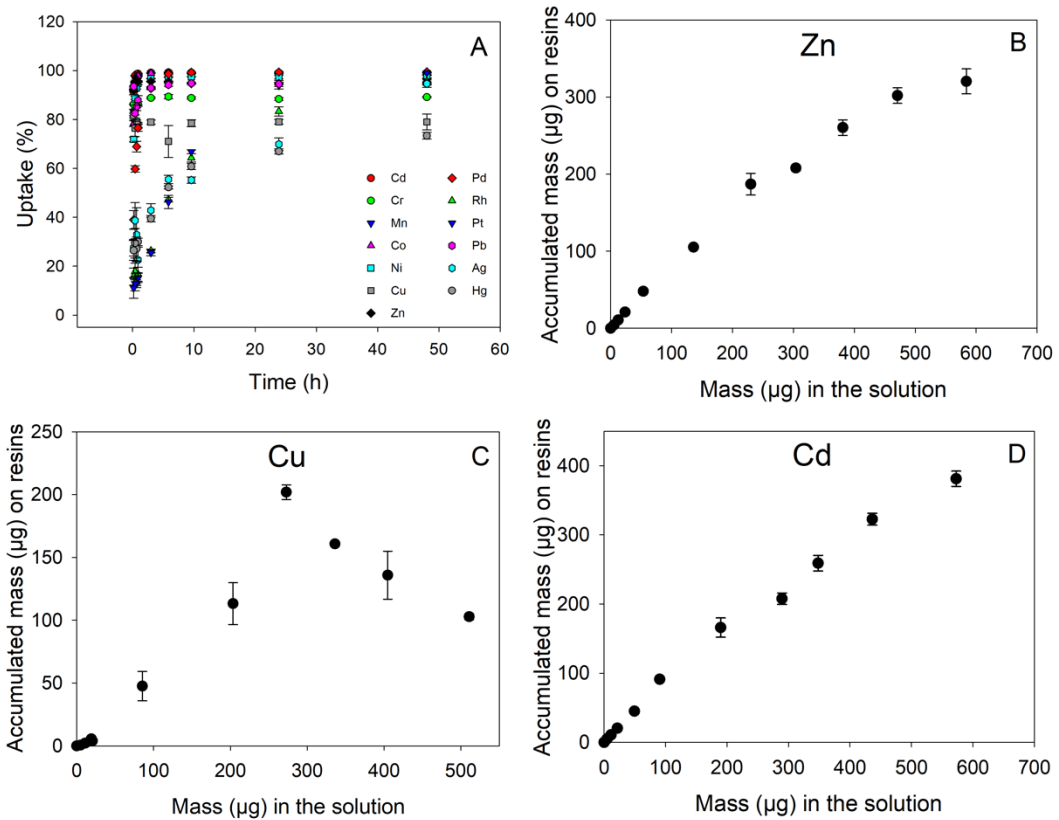 A
Uptake (%)
120
100
80
60
40
20
0
Cd Pd
Cr Rh
Mn Pt
Co Pb
Ni Ag
Cu Hg
Zn
0 10 20 30 40 50 60
Time (h)
Zn B
Accumulated mass (µg) on resins
400
300
200
100
0
0 100 200 300 400 500 600 700
Mass (µg) in the solution
Cu C
Accumulated mass (µg) on resins
250
200
150
100
50
0
0 100 200 300 400 500
Mass (µg) in the solution
Cd D
Accumulated mass (µg) on resins
400
300
200
100
0
0 100 200 300 400 500 600 700
Mass (µg) in the solution